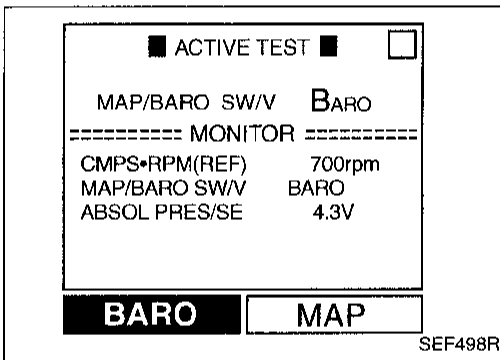 ■ ACTIVE TEST ■
MAP/BARO SW/V BARO
========= MONITOR =========
CMPS•RPM(REF) 700rpm
MAP/BARO SW/V BARO
ABSOL PRES/SE 4.3V
BARO MAP
SEF498R